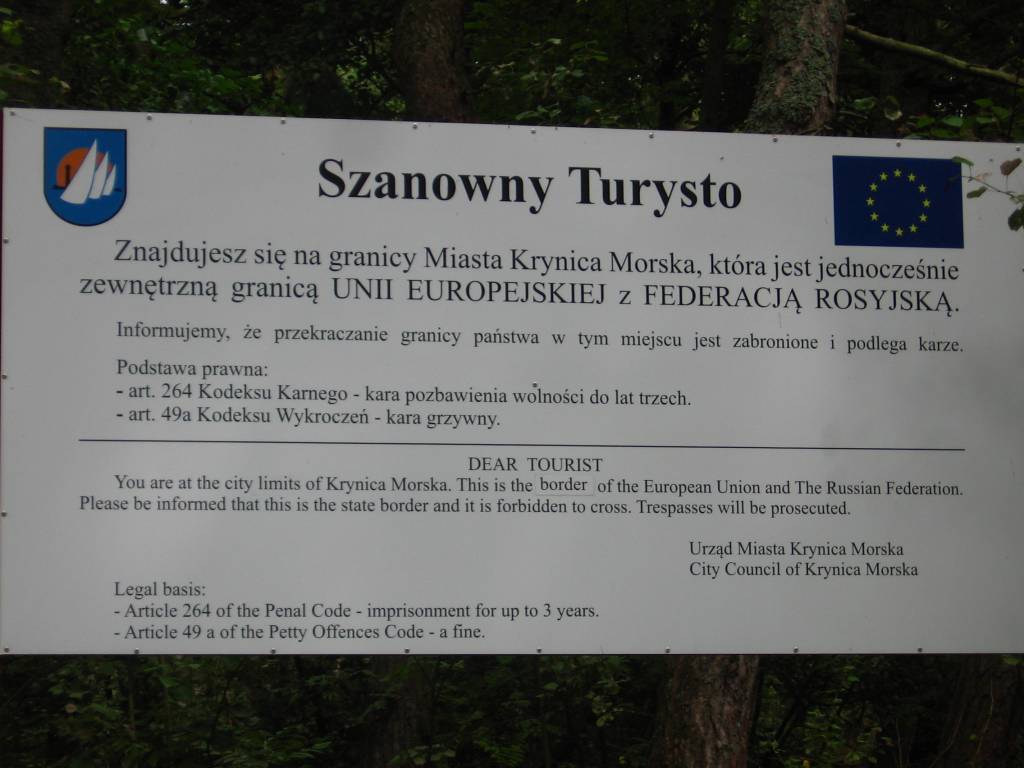 Szanowny Turysto
Znajdujesz się na granicy Miasta Krynica Morska, która jest jednocześnie
zewnętrzną granicą UNII EUROPEJSKIEJ z FEDERACJĄ ROSYJSKĄ.
Informujemy, że przekraczanie granicy państwa w tym miejscu jest zabronione i podlega karze.
Podstawa prawna:
- art. 264 Kodeksu Karnego - kara pozbawienia wolności do lat trzech.
- art. 49a Kodeksu Wykroczeń - kara grzywny.
DEAR TOURIST
You are at the city limits of Krynica Morska. This is the border of the European Union and The Russian Federation.
Please be informed that this is the state border and it is forbidden to cross. Trespasses will be prosecuted.
Urząd Miasta Krynica Morska
City Council of Krynica Morska
Legal basis:
- Article 264 of the Penal Code - imprisonment for up to 3 years.
- Article 49 a of the Petty Offences Code - a fine.